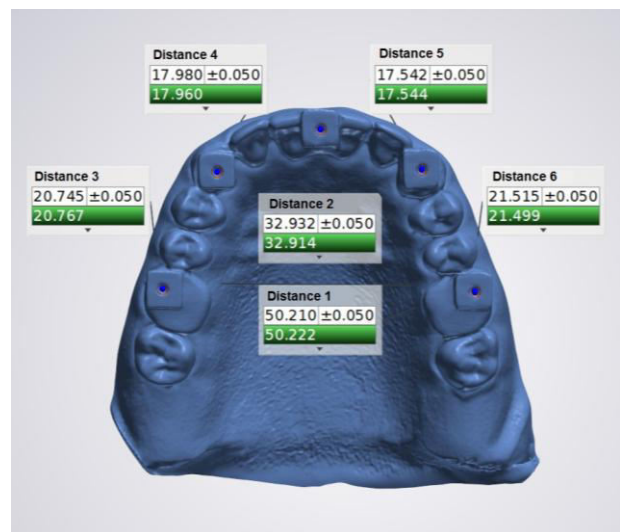 Distance 4
17.980 ±0.050
17.960
Distance 5
17.542 ±0.050
17.544
Distance 3
20.745 ±0.050
20.767
Distance 2
32.932 ±0.050
32.914
Distance 6
21.515 ±0.050
21.499
Distance 1
50.210 ±0.050
50.222